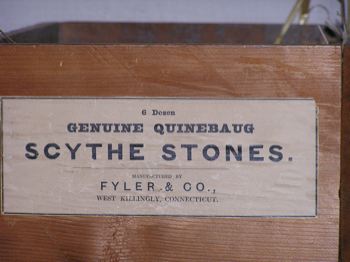 6 Dozen
GENUINE QUINEBAUG
SCYTHE STONES.
MANUFACTURED BY
FYLER & CO.,
WEST KILLINGLY, CONNECTICUT.